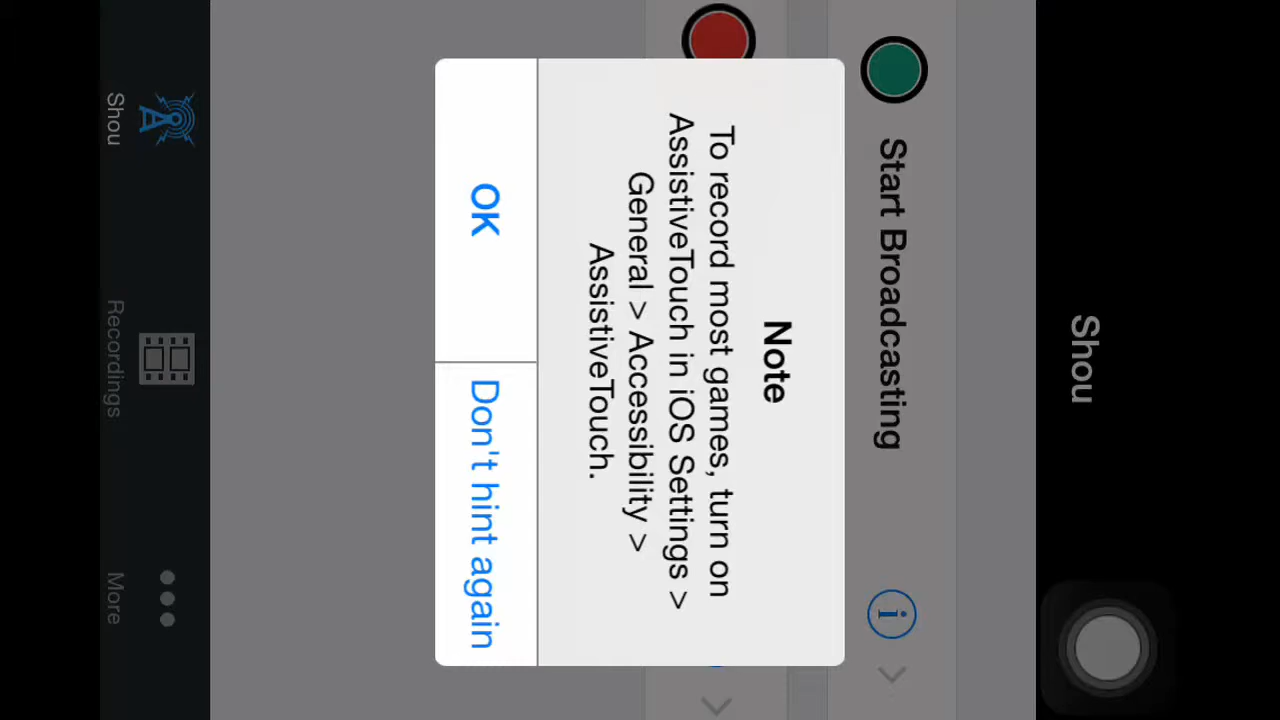 Shou
Start Broadcasting
i
Note
To record most games, turn on
AssistiveTouch in iOS Settings >
General > Accessibility >
AssistiveTouch.
OK
Don't hint again
Shou
Recordings
More